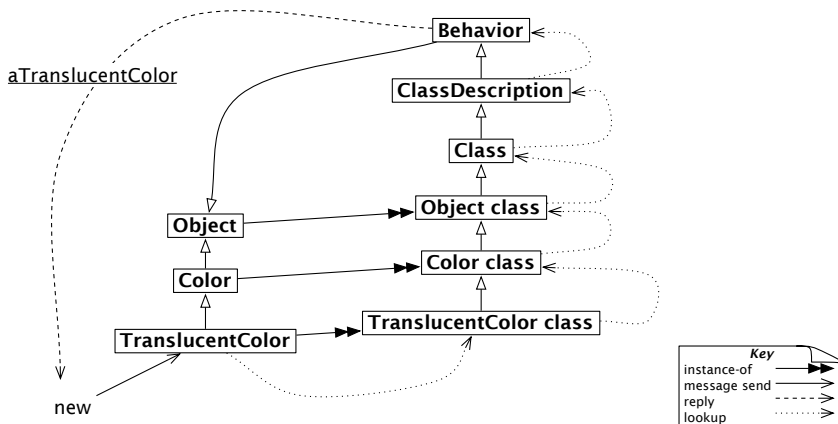 Behavior
aTranslucentColor
ClassDescription
Class
Object class
Object
Color class
Color
TranslucentColor class
TranslucentColor
new
Key
instance-of
message send
reply
lookup